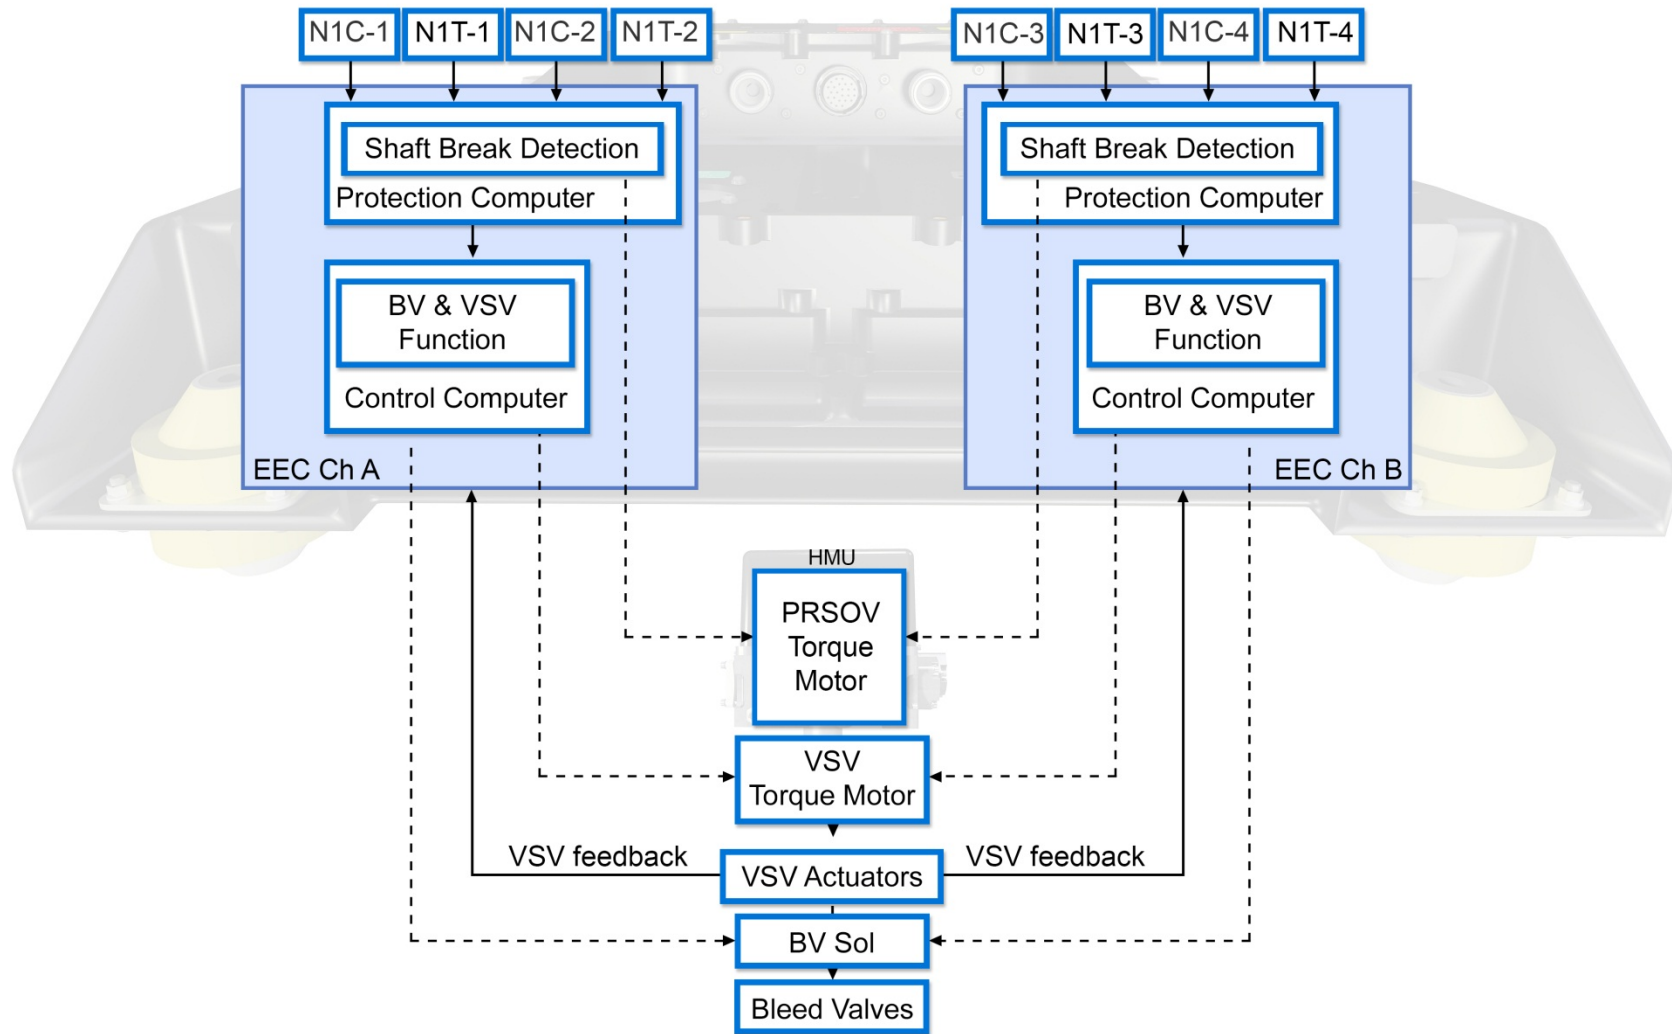 N1C-1 N1T-1 N1C-2 N1T-2 N1C-3 N1T-3 N1C-4 N1T-4
Shaft Break Detection
Protection Computer
BV & VSV
Function
Control Computer
EEC Ch A
Shaft Break Detection
Protection Computer
BV & VSV
Function
Control Computer
EEC Ch B
HMU
PRSOV
Torque
Motor
VSV
Torque Motor
VSV feedback
VSV feedback
VSV Actuators
BV Sol
Bleed Valves